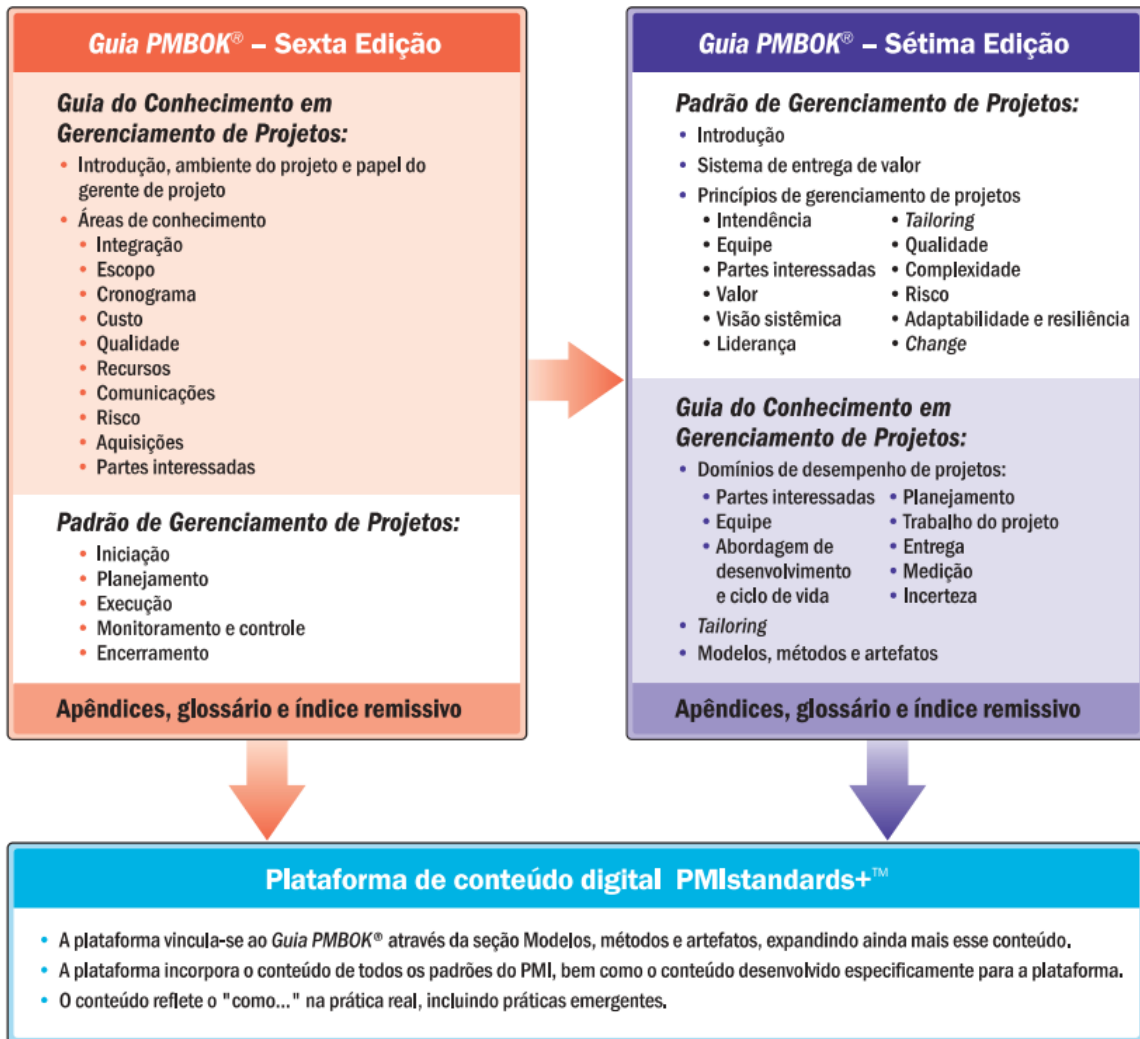 Guia PMBOK® – Sexta Edição
Guia do Conhecimento em
Gerenciamento de Projetos:
• Introdução, ambiente do projeto e papel do
gerente de projeto
• Áreas de conhecimento
• Integração
• Escopo
• Cronograma
• Custo
• Qualidade
• Recursos
• Comunicações
• Risco
• Aquisições
• Partes interessadas
Padrão de Gerenciamento de Projetos:
• Iniciação
• Planejamento
• Execução
• Monitoramento e controle
• Encerramento
Apêndices, glossário e índice remissivo
Guia PMBOK® – Sétima Edição
Padrão de Gerenciamento de Projetos:
• Introdução
• Sistema de entrega de valor
• Princípios de gerenciamento de projetos
• Intendência
• Equipe
• Partes interessadas
• Valor
• Visão sistêmica
• Liderança
• Tailoring
• Qualidade
• Complexidade
• Risco
• Adaptabilidade e resiliência
• Change
Guia do Conhecimento em
Gerenciamento de Projetos:
• Domínios de desempenho de projetos:
• Partes interessadas
• Equipe
• Abordagem de
desenvolvimento
e ciclo de vida
• Planejamento
• Trabalho do projeto
• Entrega
• Medição
• Incerteza
• Tailoring
• Modelos, métodos e artefatos
Apêndices, glossário e índice remissivo
Plataforma de conteúdo digital PMIstandards+™
• A plataforma vincula-se ao Guia PMBOK® através da seção Modelos, métodos e artefatos, expandindo ainda mais esse conteúdo.
• A plataforma incorpora o conteúdo de todos os padrões do PMI, bem como o conteúdo desenvolvido especificamente para a plataforma.
• O conteúdo reflete o "como..." na prática real, incluindo práticas emergentes.